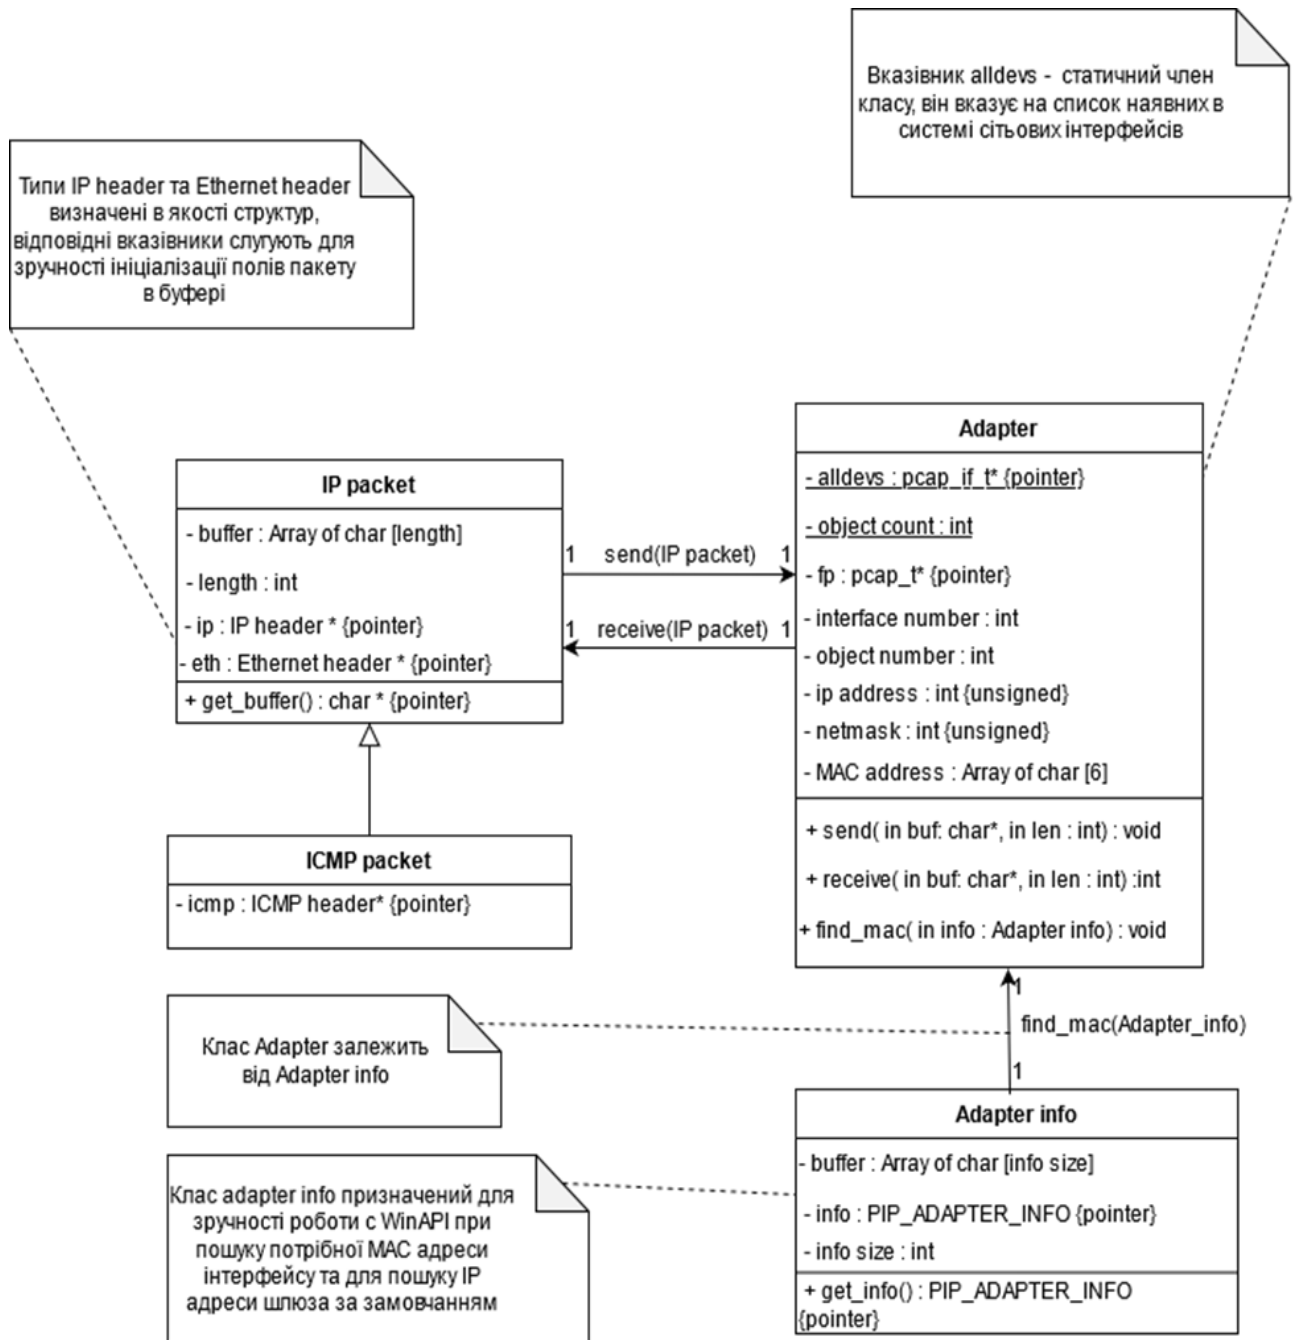 Вказівник alldevs - статичний член
класу, він вказує на список наявних в
системі сітьових інтерфейсів
Типи IP header та Ethernet header
визначені в якості структур,
відповідні вказівники слугують для
зручності ініціалізації полів пакету
в буфері
IP packet
- buffer : Array of char [length]
- length : int
- ip : IP header * {pointer}
- eth : Ethernet header * {pointer}
+ get_buffer() : char * {pointer}
1 send(IP packet) 1
1 receive(IP packet) 1
Adapter
- alldevs : pcap_if_t* {pointer}
- object count : int
- fp : pcap_t* {pointer}
- interface number : int
- object number : int
- ip address : int {unsigned}
- netmask : int {unsigned}
- MAC address : Array of char [6]
+ send( in buf: char*, in len : int) : void
+ receive( in buf: char*, in len : int) :int
+ find_mac( in info : Adapter info) : void
ICMP packet
- icmp : ICMP header* {pointer}
1
find_mac(Adapter_info)
1
Клас Adapter залежить
від Adapter info
Клас adapter info призначений для
зручності роботи с WinAPI при
пошуку потрібної MAC адреси
інтерфейсу та для пошуку IP
адреси шлюза за замовчанням
Adapter info
- buffer : Array of char [info size]
- info : PIP_ADAPTER_INFO {pointer}
- info size : int
+ get_info() : PIP_ADAPTER_INFO
{pointer}